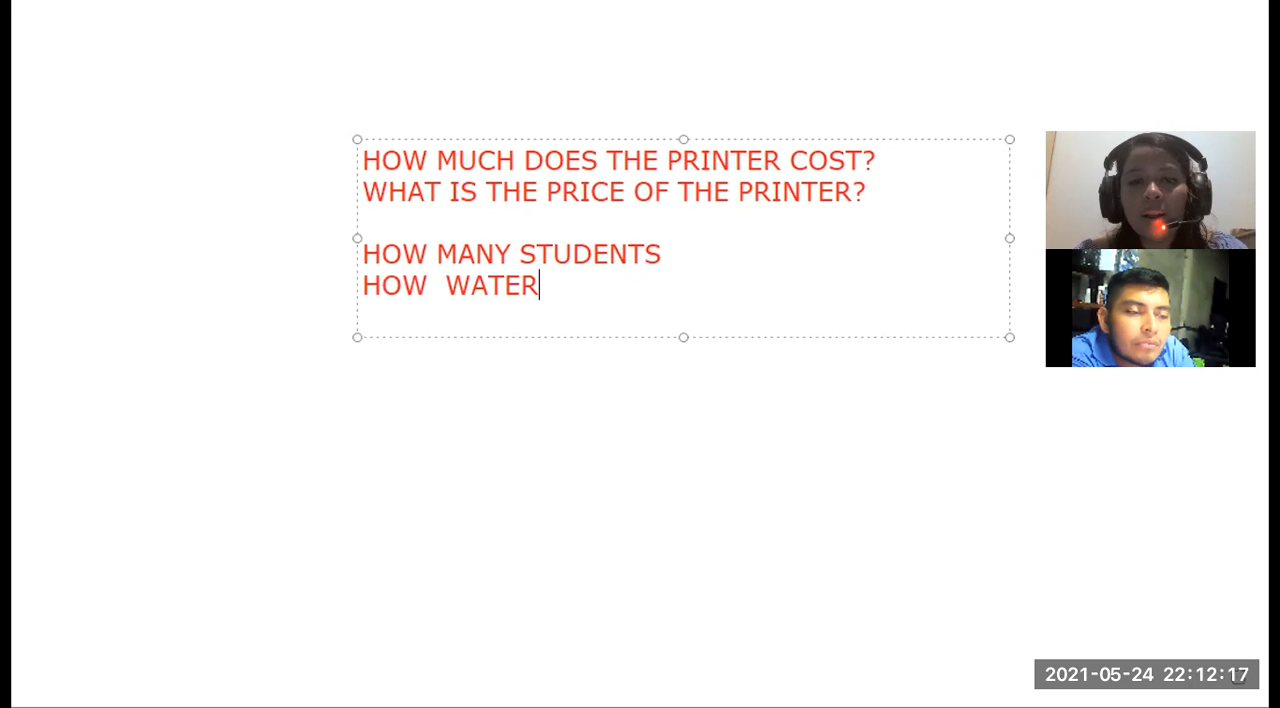 HOW MUCH DOES THE PRINTER COST?
WHAT IS THE PRICE OF THE PRINTER?
HOW MANY STUDENTS
HOW  WATER
2021-05-24 22:12:17